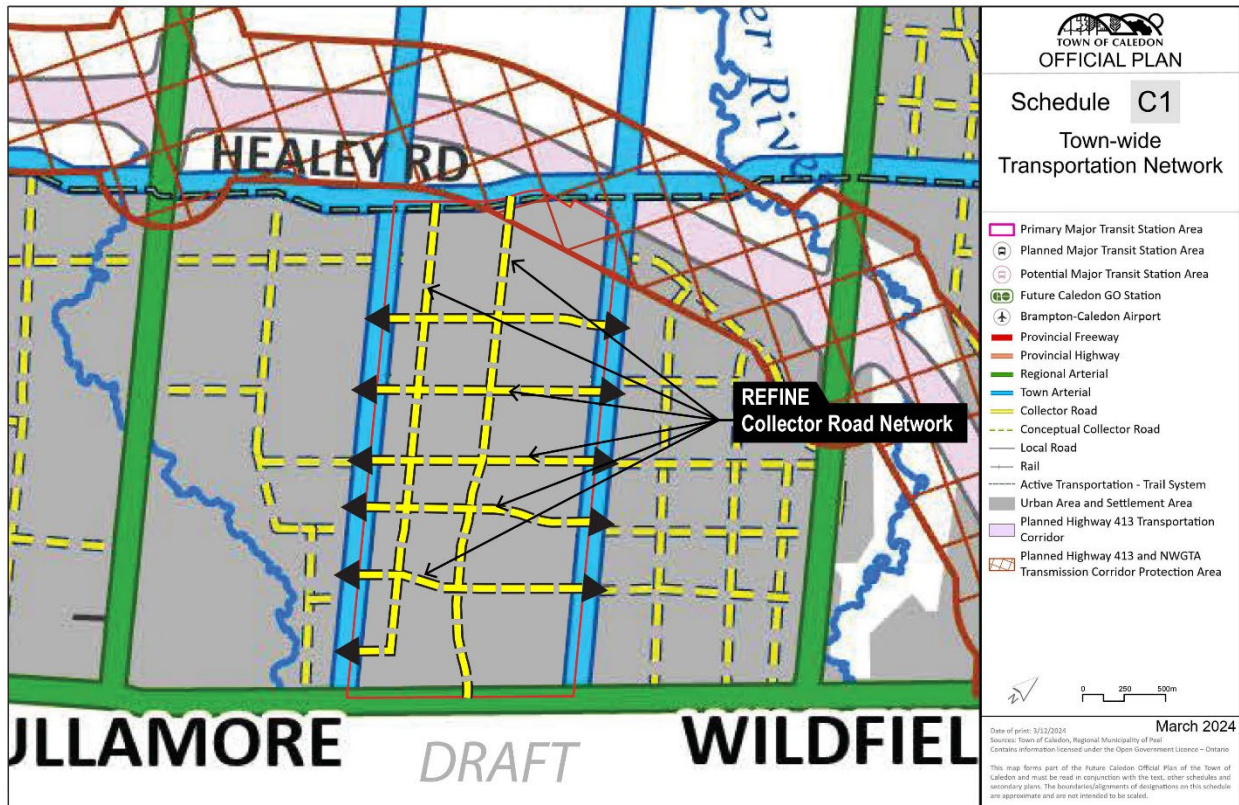 er Rive
HEALEY RD
REFINE
Collector Road Network
ULLAMORE
WILDFIEL
DRAFT
TOWN OF CALEDON
OFFICIAL PLAN
Schedule C1
Town-wide
Transportation Network
Primary Major Transit Station Area
Planned Major Transit Station Area
Potential Major Transit Station Area
GO
Future Caledon GO Station
Brampton-Caledon Airport
Provincial Freeway
Provincial Highway
Regional Arterial
Town Arterial
Collector Road
Conceptual Collector Road
Local Road
Rail
Active Transportation - Trail System
Urban Area and Settlement Area
Planned Highway 413 Transportation
Corridor
Planned Highway 413 and NWGTA
Transmission Corridor Protection Area
N
0 250 500m
March 2024
Date of print: 3/12/2024
Sources: Town of Caledon, Regional Municipality of Peel
Contains information licensed under the Open Government Licence – Ontario
This map forms part of the Future Caledon Official Plan of the Town of
Caledon and must be read in conjunction with the text, other schedules and
secondary plans. The boundaries/alignments of designations on this schedule
are approximate and are not intended to be scaled.